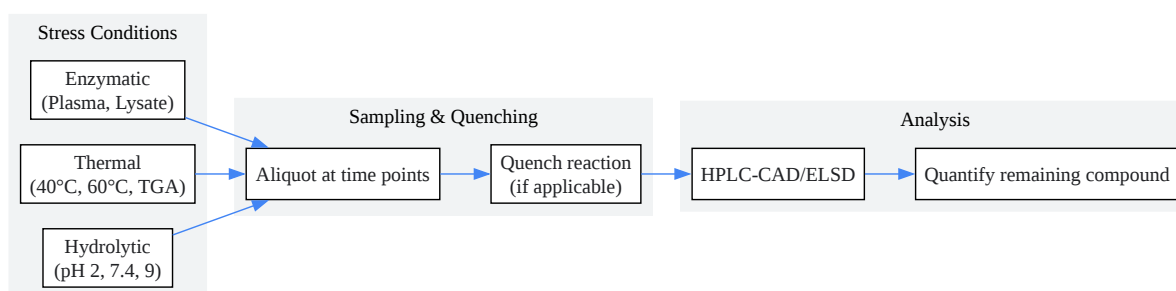 Stress Conditions
Enzymatic
(Plasma, Lysate)
Thermal
(40°C, 60°C, TGA)
Hydrolytic
(pH 2, 7.4, 9)
Sampling & Quenching
Aliquot at time points
Quench reaction
(if applicable)
Analysis
HPLC-CAD/ELSD
Quantify remaining compound